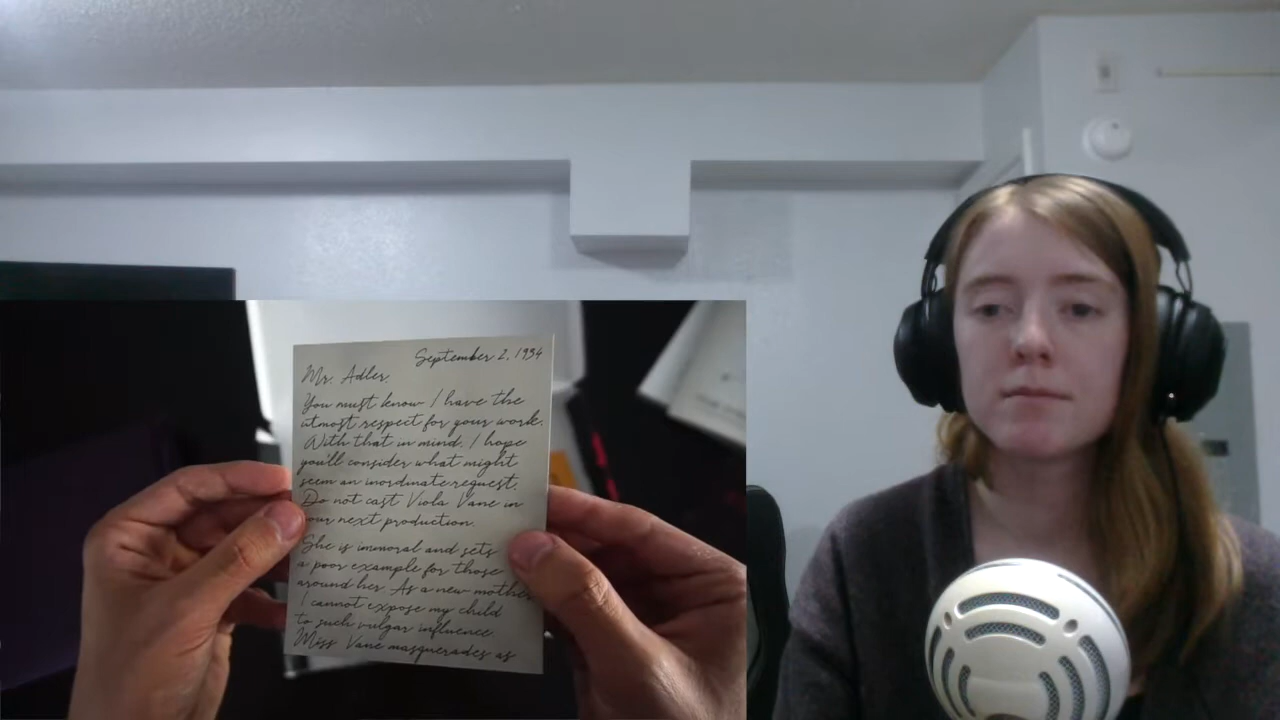 September 2, 1934
Mr. Adler,
You must know I have the
utmost respect for your work.
With that in mind, I hope
you'll consider what might
seem an inordinate request.
Do not cast Viola Vane in
your next production.
She is immoral and sets
a poor example for those
around her. As a new mother
I cannot expose my child
to such vulgar influence.
Miss Vane masquerades as